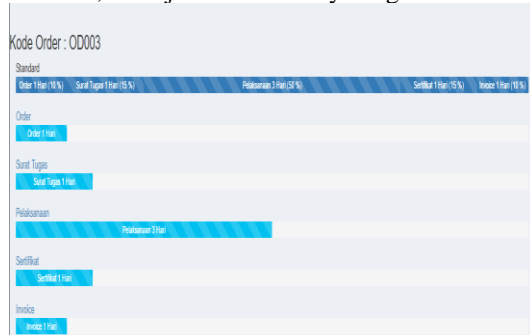 Kode Order : OD003
Standard
Order 1 Hari (10 %) Surat Tugas 1 Hari (15 %) Pelaksanaan 3 Hari (50 %) Sertifikat 1 Hari (15 %) Invoice 1 Hari (10 %)
Order
Order 1 Hari
Surat Tugas
Surat Tugas 1 Hari
Pelaksanaan
Pelaksanaan 3 Hari
Sertifikat
Sertifikat 1 Hari
Invoice
Invoice 1 Hari